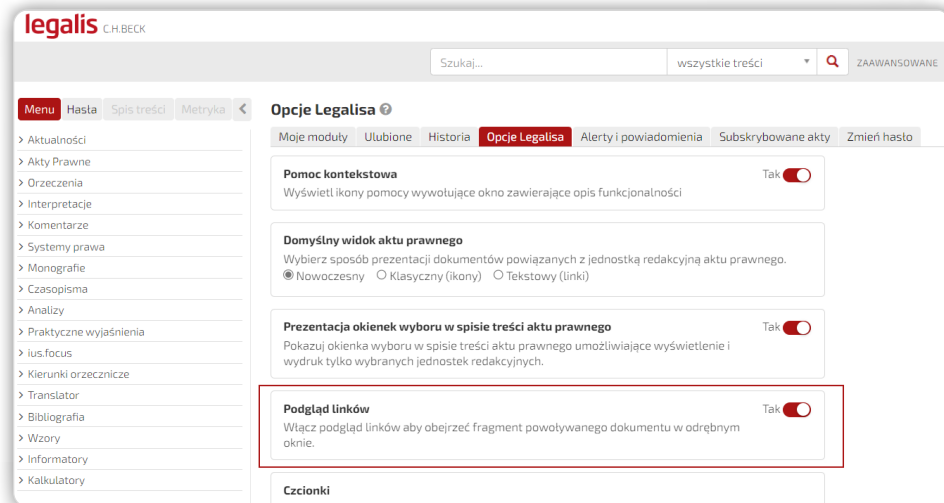 legalis C.H.BECK
Szukaj...
wszystkie treści
ZAAWANSOWANE
Menu Hasła Spis treści Metryka
Aktualności
Akty Prawne
Orzeczenia
Interpretacje
Komentarze
Systemy prawa
Monografie
Czasopisma
Analizy
Praktyczne wyjaśnienia
ius.focus
Kierunki orzecznicze
Translator
Bibliografia
Wzory
Informatory
Kalkulatory
Opcje Legalisa
Moje moduły Ulubione Historia Opcje Legalisa Alerty i powiadomienia Subskrybowane akty Zmień hasło
Pomoc kontekstowa Tak
Wyświetl ikony pomocy wywołujące okno zawierające opis funkcjonalności
Domyślny widok aktu prawnego
Wybierz sposób prezentacji dokumentów powiązanych z jednostką redakcyjną aktu prawnego.
Nowoczesny Klasyczny (ikony) Tekstowy (linki)
Prezentacja okienek wyboru w spisie treści aktu prawnego Tak
Pokazuj okienka wyboru w spisie treści aktu prawnego umożliwiające wyświetlenie i
wydruk tylko wybranych jednostek redakcyjnych.
Podgląd linków Tak
Włącz podgląd linków aby obejrzeć fragment powoływanego dokumentu w odrębnym
oknie.
Czcionki